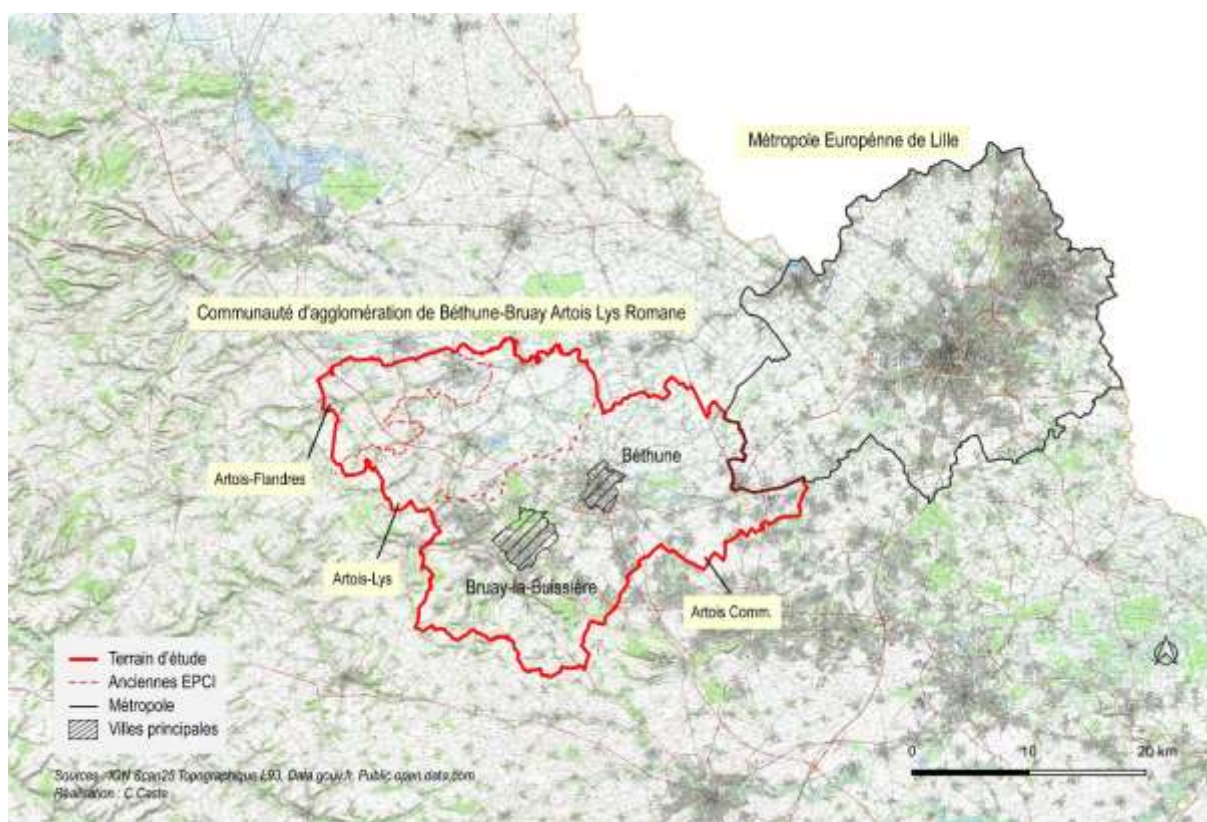 Métropole Europénne de Lille
Communauté d'agglomération de Béthune-Bruay Artois Lys Romane
Béthune
Artois-Flandres
Artois-Lys
Bruay-la-Buissière
Artois Comm.
Terrain d'étude
Anciennes EPCI
Métropole
Villes principales
0 10 20 km
Sources : IGN Scan25 Topographique L93, Data.gouv.fr, Public.open.data.com
Réalisation : C.Caste